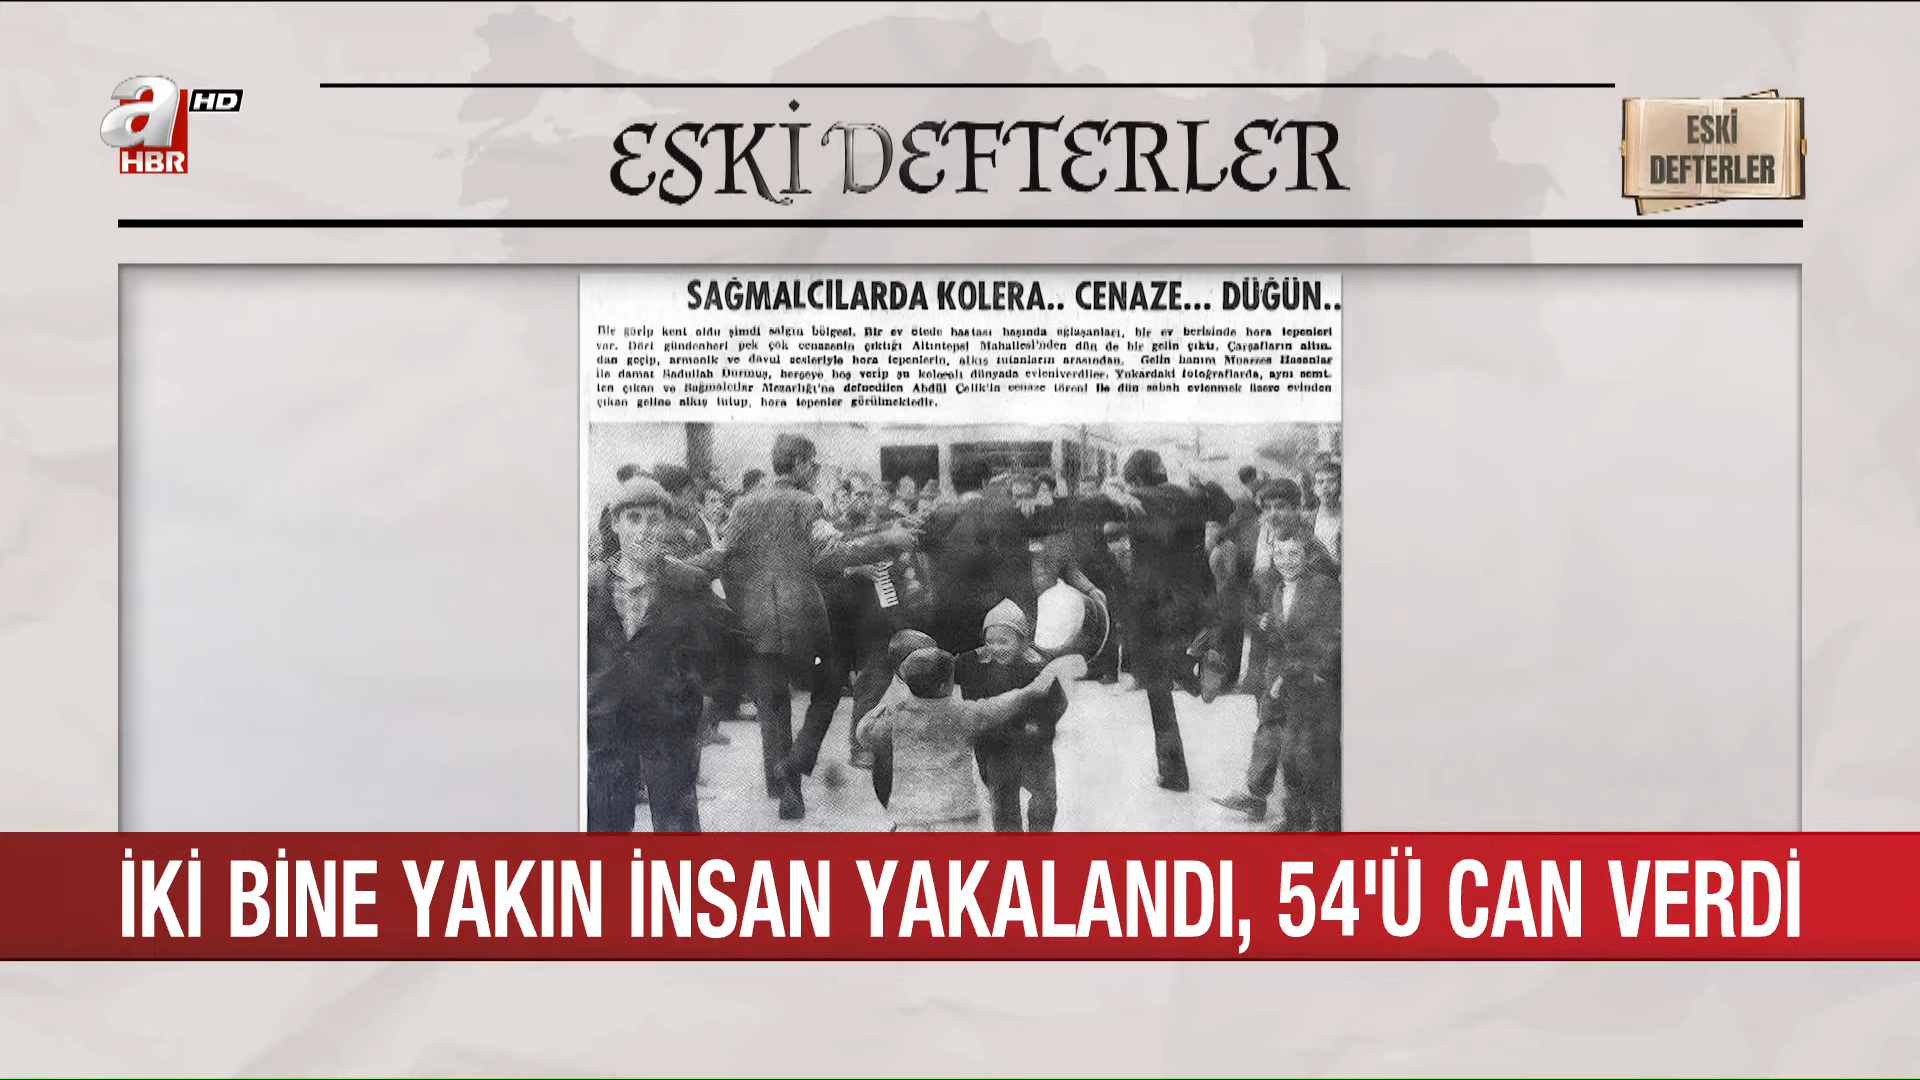 a HD
HBR
ESKİ DEFTERLER
ESKİ
DEFTERLER
SAĞMALCILARDA KOLERA.. CENAZE... DÜĞÜN..
Bir garip kent oldu şimdi salgın bölgesi. Bir ev ötede hastası başında ağlaşanları, bir ev berisinde hora tepenleri
var. Dört gündenberi pek çok cenazenin çıktığı Altıntepsi Mahallesi'nden dün de bir gelin çıktı. Çarşafların altın-
dan geçip, armonik ve davul sesleriyle hora tepenlerin, alkış tutanların arasından. Gelin hanım Muazzez Hasanlar
ile damat Sadullah Durmuş, herşeye boş verip şu koleralı dünyada evleniverdiler. Yukardaki fotoğraflarda, aynı semt-
ten çıkan ve Sağmalcılar Mezarlığı'na defnedilen Abdül Çelik'in cenaze töreni ile dün sabah evlenmek üzere evinden
çıkan geline alkış tutup, hora tepenler görülmektedir.
İKİ BİNE YAKIN İNSAN YAKALANDI, 54'Ü CAN VERDİ